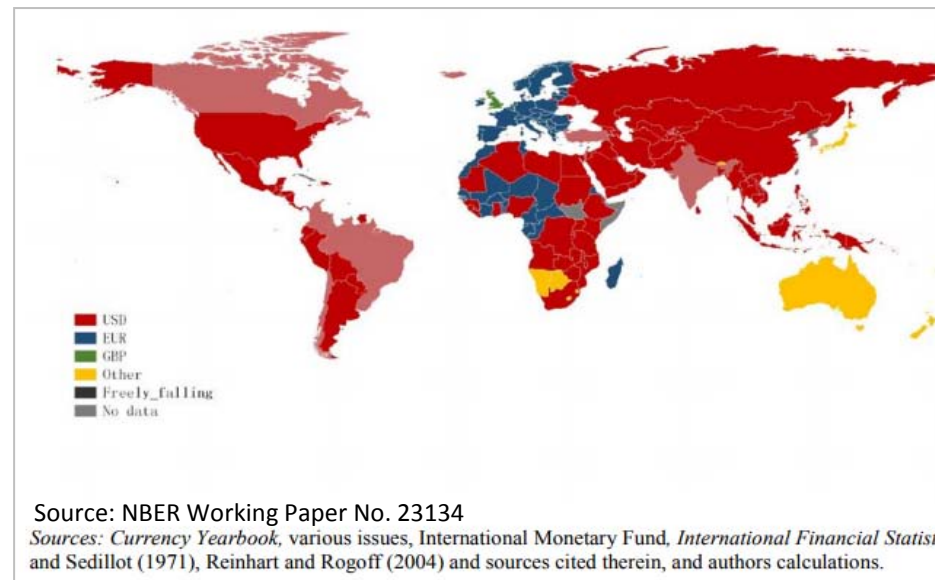 USD
EUR
GBP
Other
Freely_falling
No data
Source: NBER Working Paper No. 23134
Sources: Currency Yearbook, various issues, International Monetary Fund, International Financial Statis
and Sedillot (1971), Reinhart and Rogoff (2004) and sources cited therein, and authors calculations.